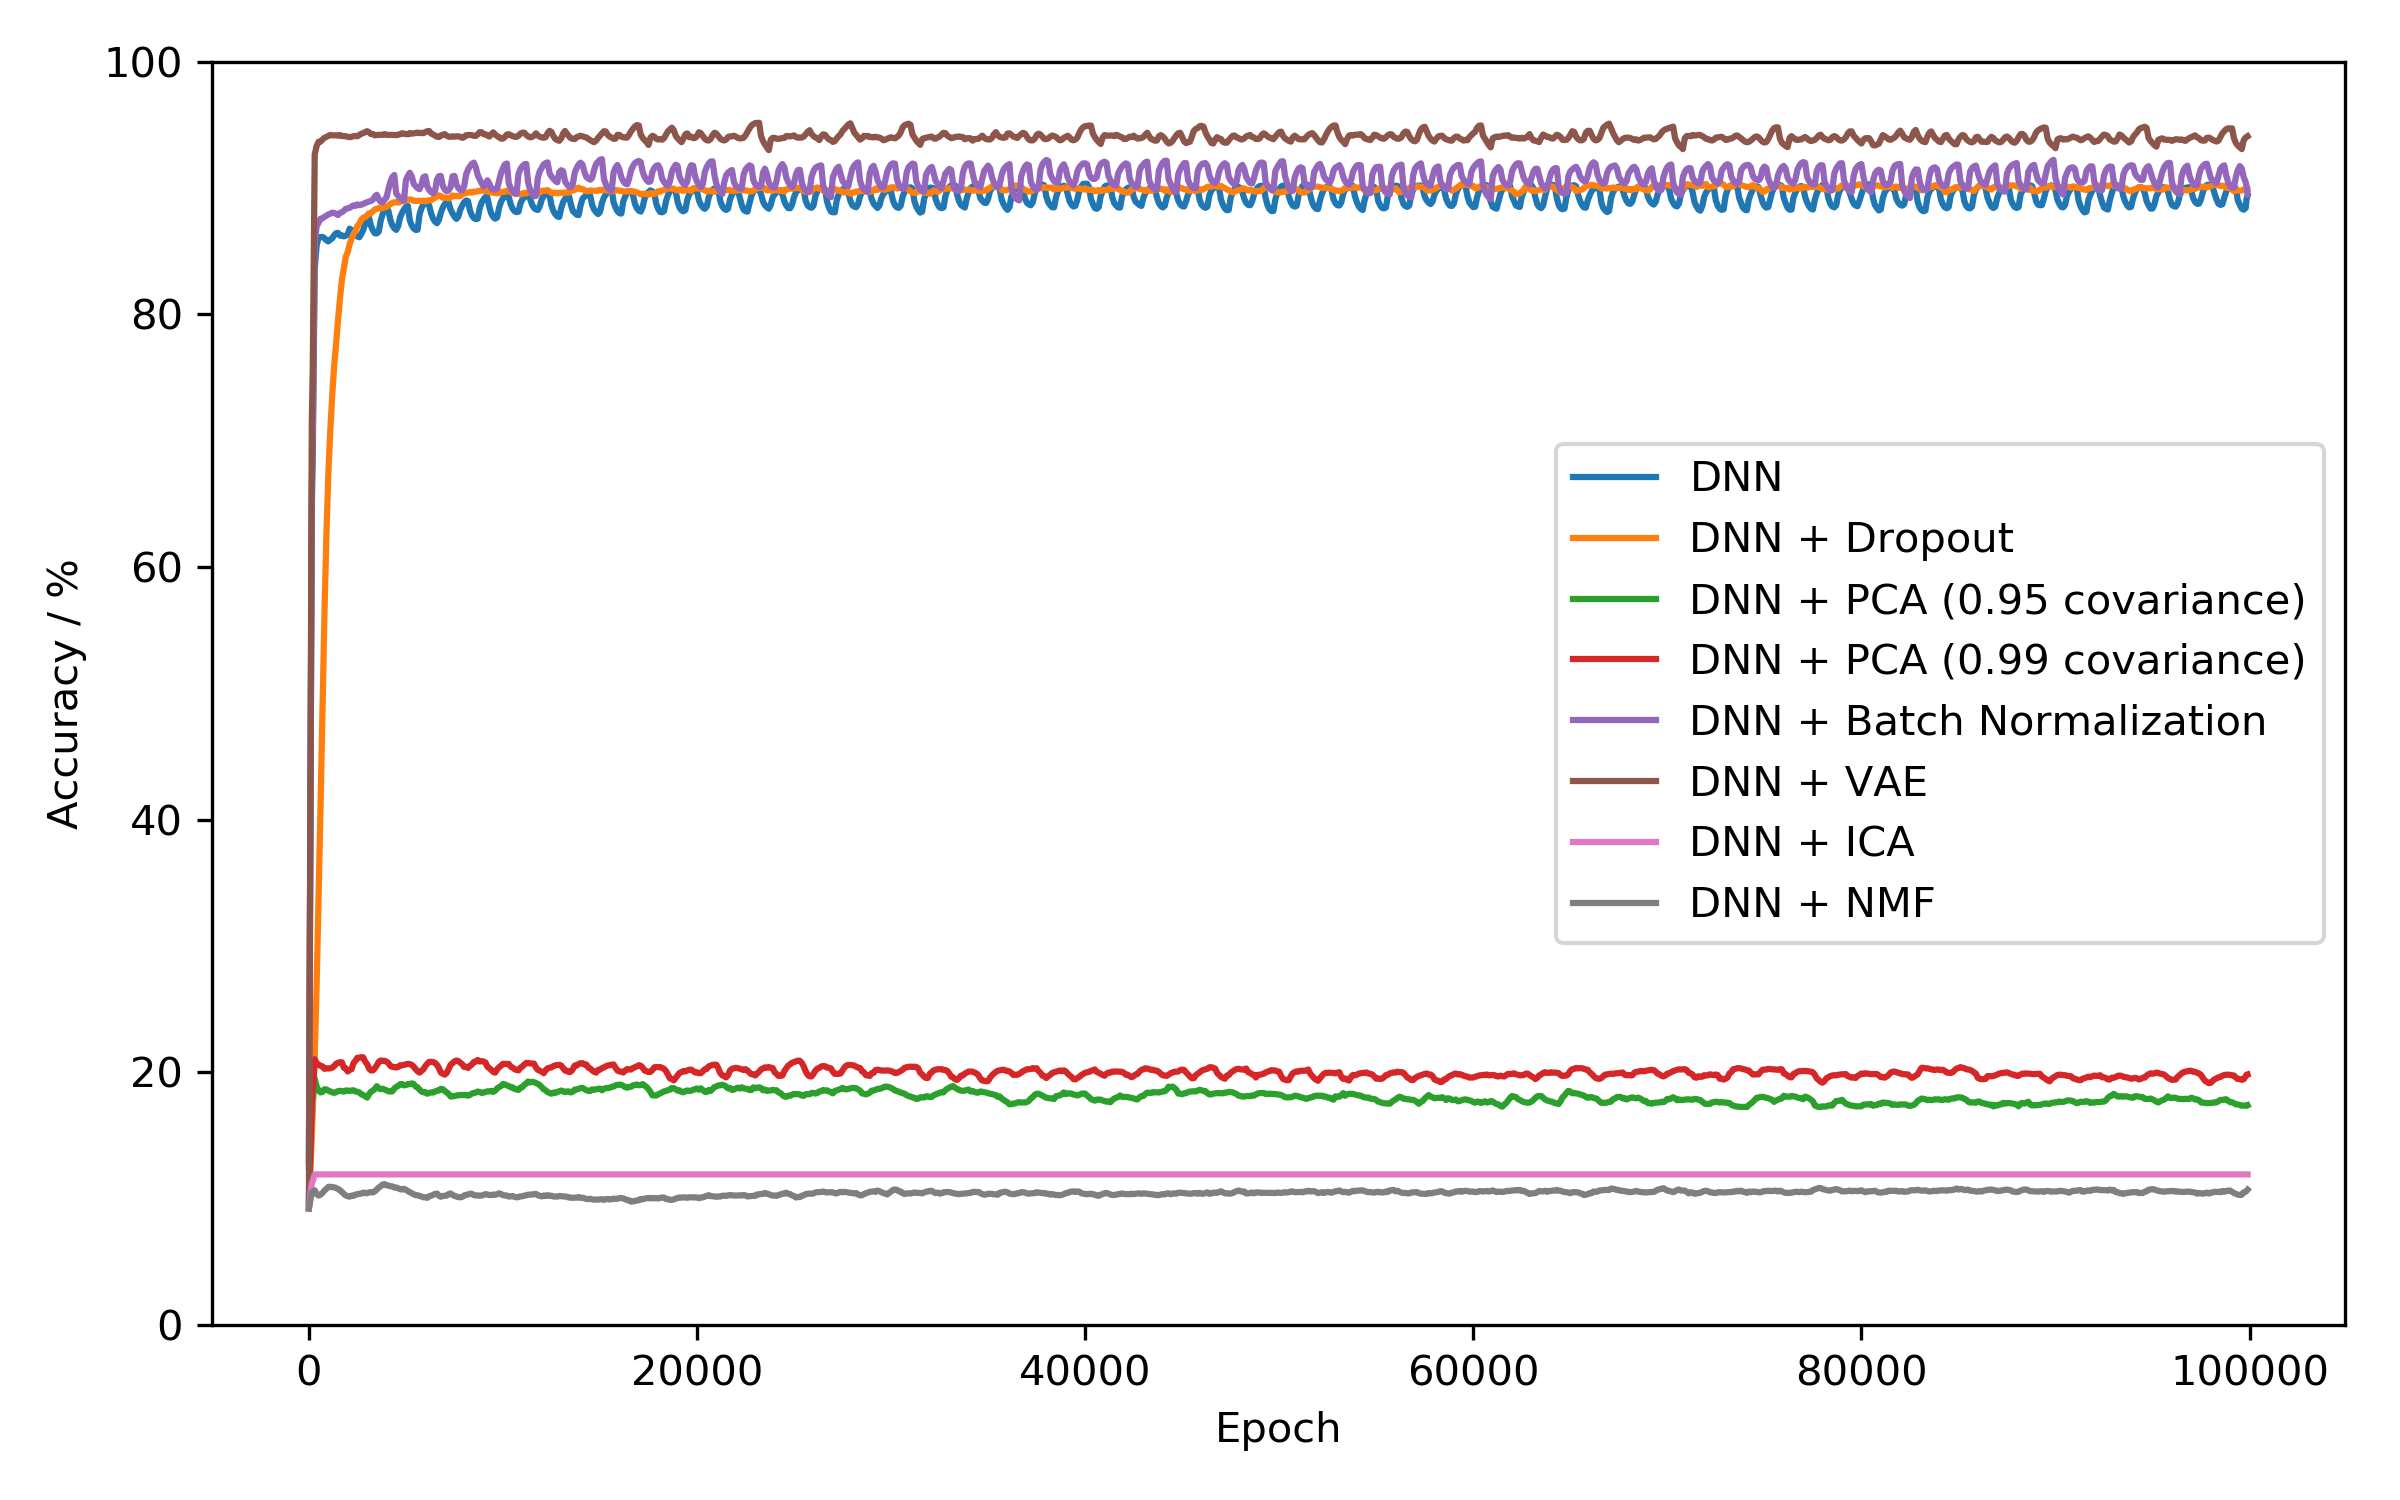 100
80
60
40
20
0
Accuracy / %
0 20000 40000 60000 80000 100000
Epoch
DNN
DNN + Dropout
DNN + PCA (0.95 covariance)
DNN + PCA (0.99 covariance)
DNN + Batch Normalization
DNN + VAE
DNN + ICA
DNN + NMF